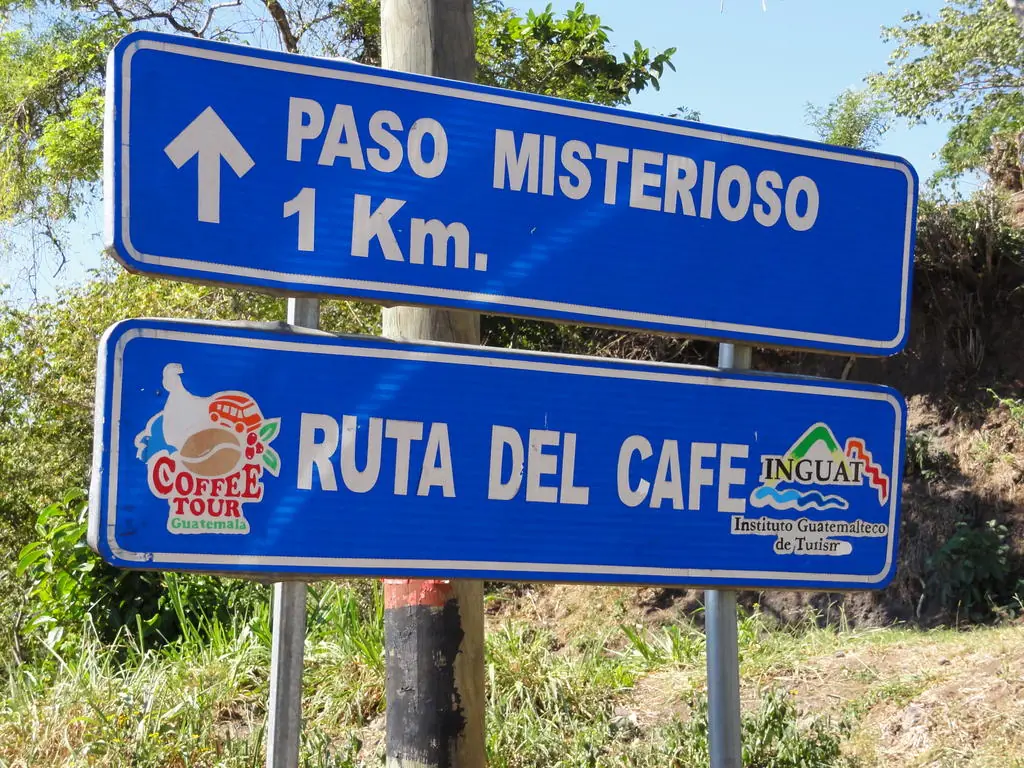 PASO MISTERIOSO
1 Km.
COFFEE
TOUR
Guatemala
RUTA DEL CAFE
INGUAT
Instituto Guatemalteco
de Turism